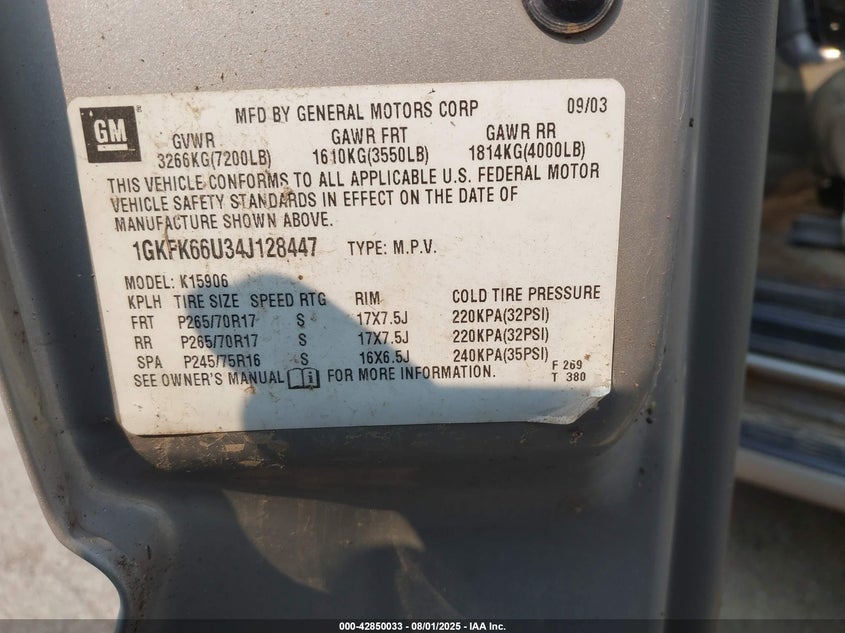 GM ®
MFD BY GENERAL MOTORS CORP 09/03
GVWR GAWR FRT GAWR RR
3266KG(7200LB) 1610KG(3550LB) 1814KG(4000LB)
THIS VEHICLE CONFORMS TO ALL APPLICABLE U.S. FEDERAL MOTOR
VEHICLE SAFETY STANDARDS IN EFFECT ON THE DATE OF
MANUFACTURE SHOWN ABOVE.
1GKFK66U34J128447 TYPE: M.P.V.
MODEL: K15906
KPLH TIRE SIZE SPEED RTG RIM COLD TIRE PRESSURE
FRT P265/70R17 S 17X7.5J 220KPA(32PSI)
RR P265/70R17 S 17X7.5J 220KPA(32PSI)
SPA P245/75R16 S 16X6.5J 240KPA(35PSI)
SEE OWNER'S MANUAL FOR MORE INFORMATION.
F 269
T 380
000-42850033 - 08/01/2025 - IAA Inc.